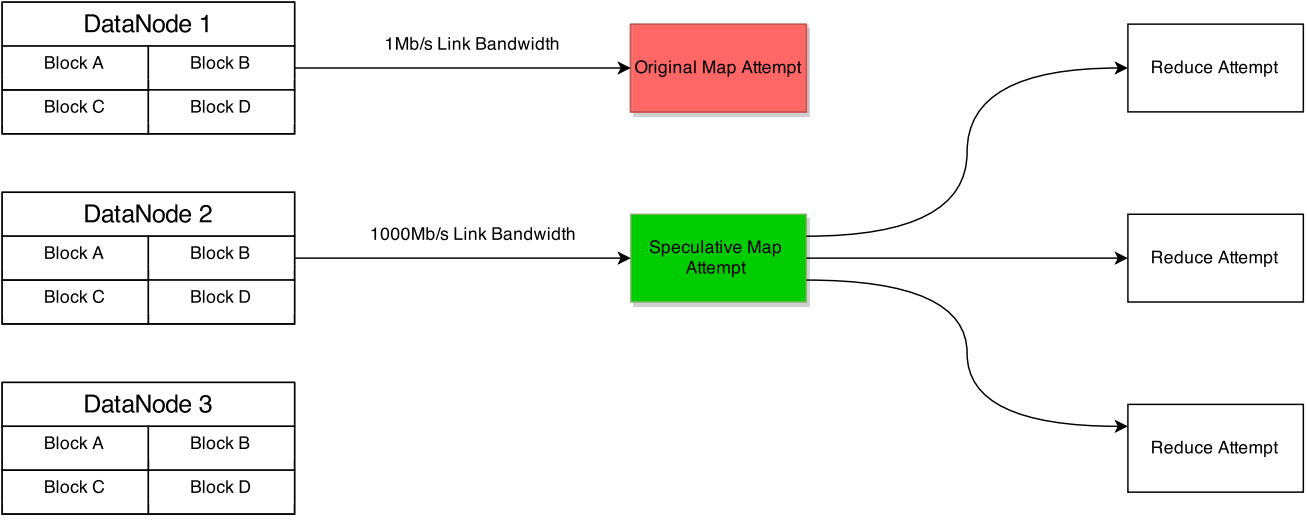 DataNode 1
Block A
Block B
Block C
Block D
1Mb/s Link Bandwidth
Original Map Attempt
Reduce Attempt
DataNode 2
Block A
Block B
Block C
Block D
1000Mb/s Link Bandwidth
Speculative Map
Attempt
Reduce Attempt
DataNode 3
Block A
Block B
Block C
Block D
Reduce Attempt